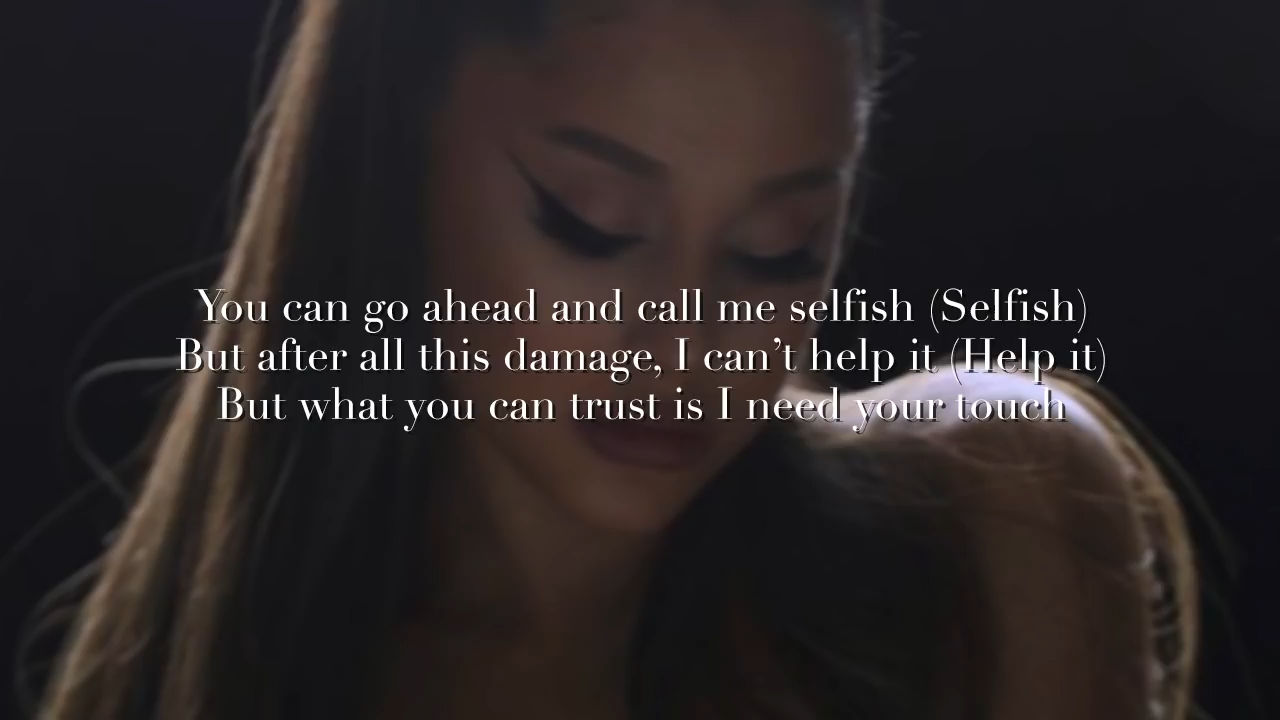 You can go ahead and call me selfish (Selfish)
But after all this damage, I can’t help it (Help it)
But what you can trust is I need your touch